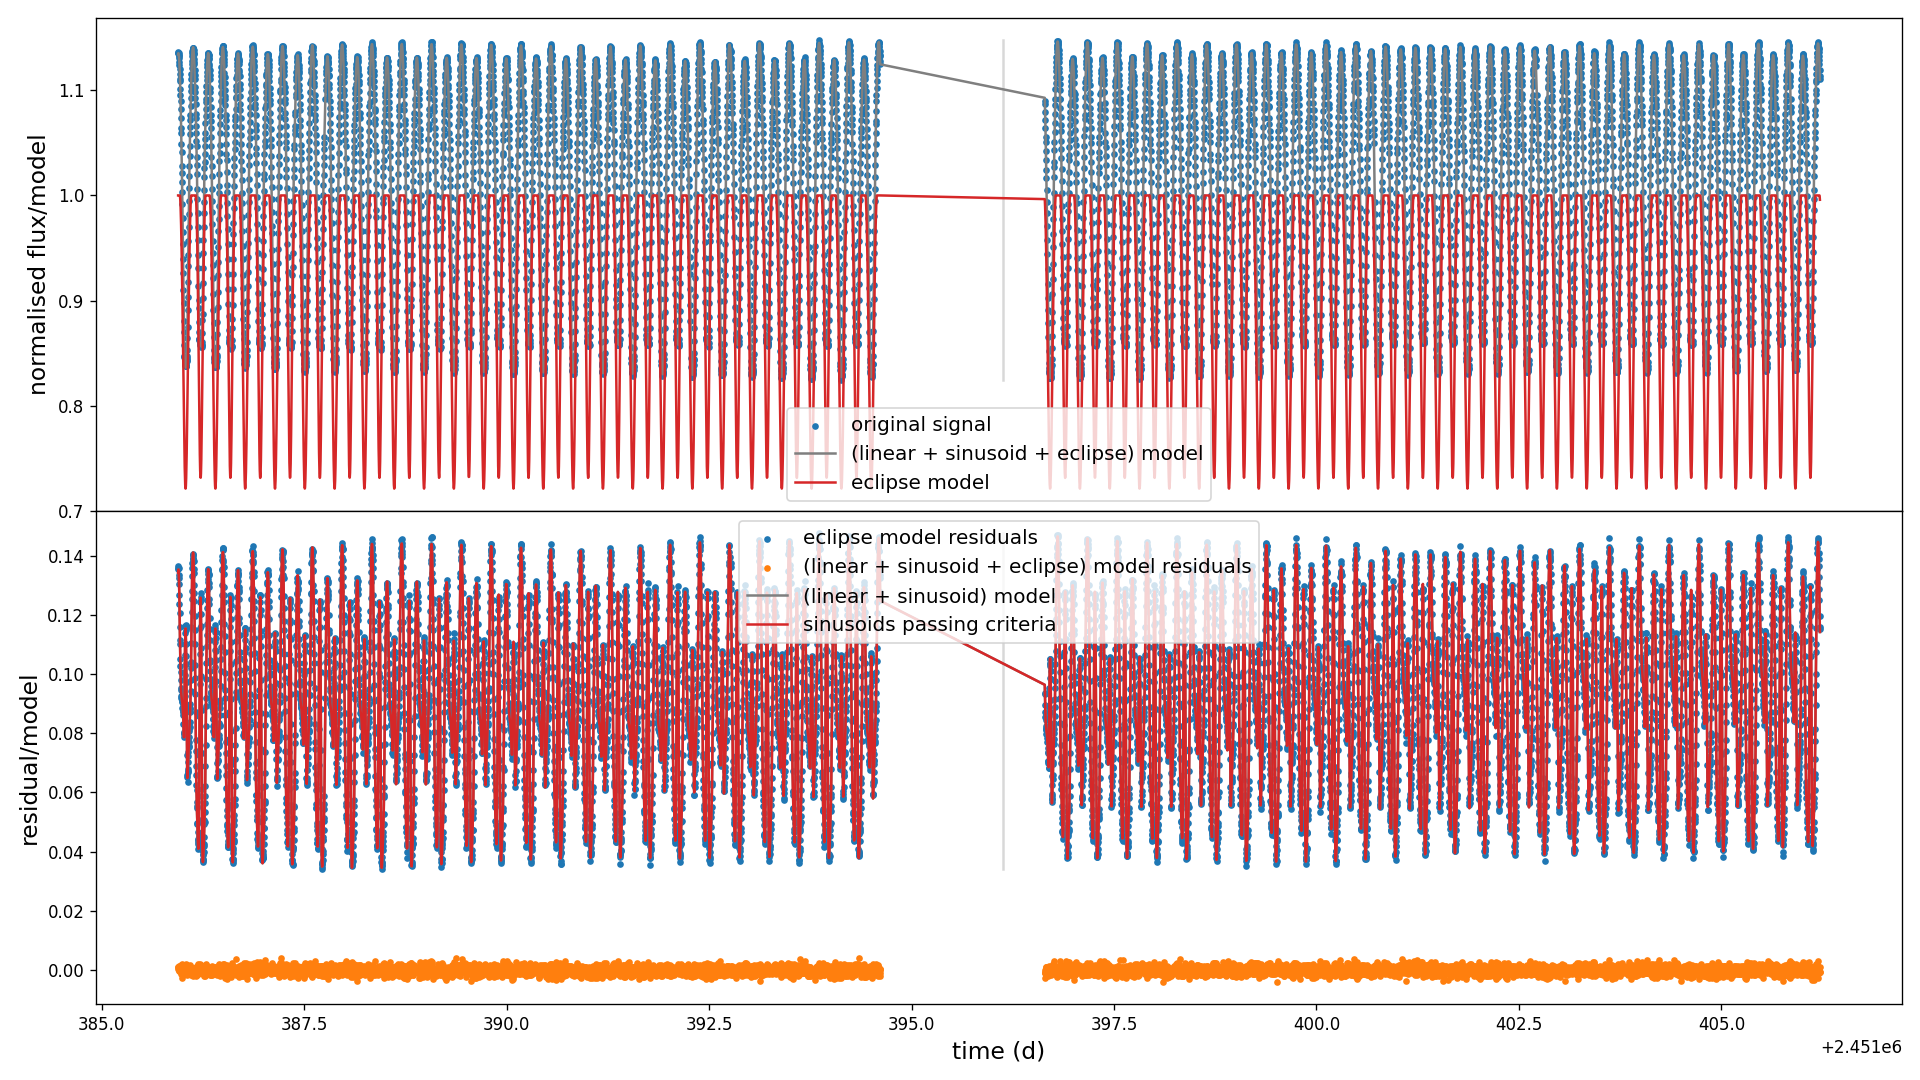 normalised flux/model
1.1
1.0
0.9
0.8
0.7
original signal
(linear + sinusoid + eclipse) model
eclipse model
residual/model
0.14
0.12
0.10
0.08
0.06
0.04
0.02
0.00
eclipse model residuals
(linear + sinusoid + eclipse) model residuals
(linear + sinusoid) model
sinusoids passing criteria
385.0 387.5 390.0 392.5 395.0 397.5 400.0 402.5 405.0
+2.451e6
time (d)